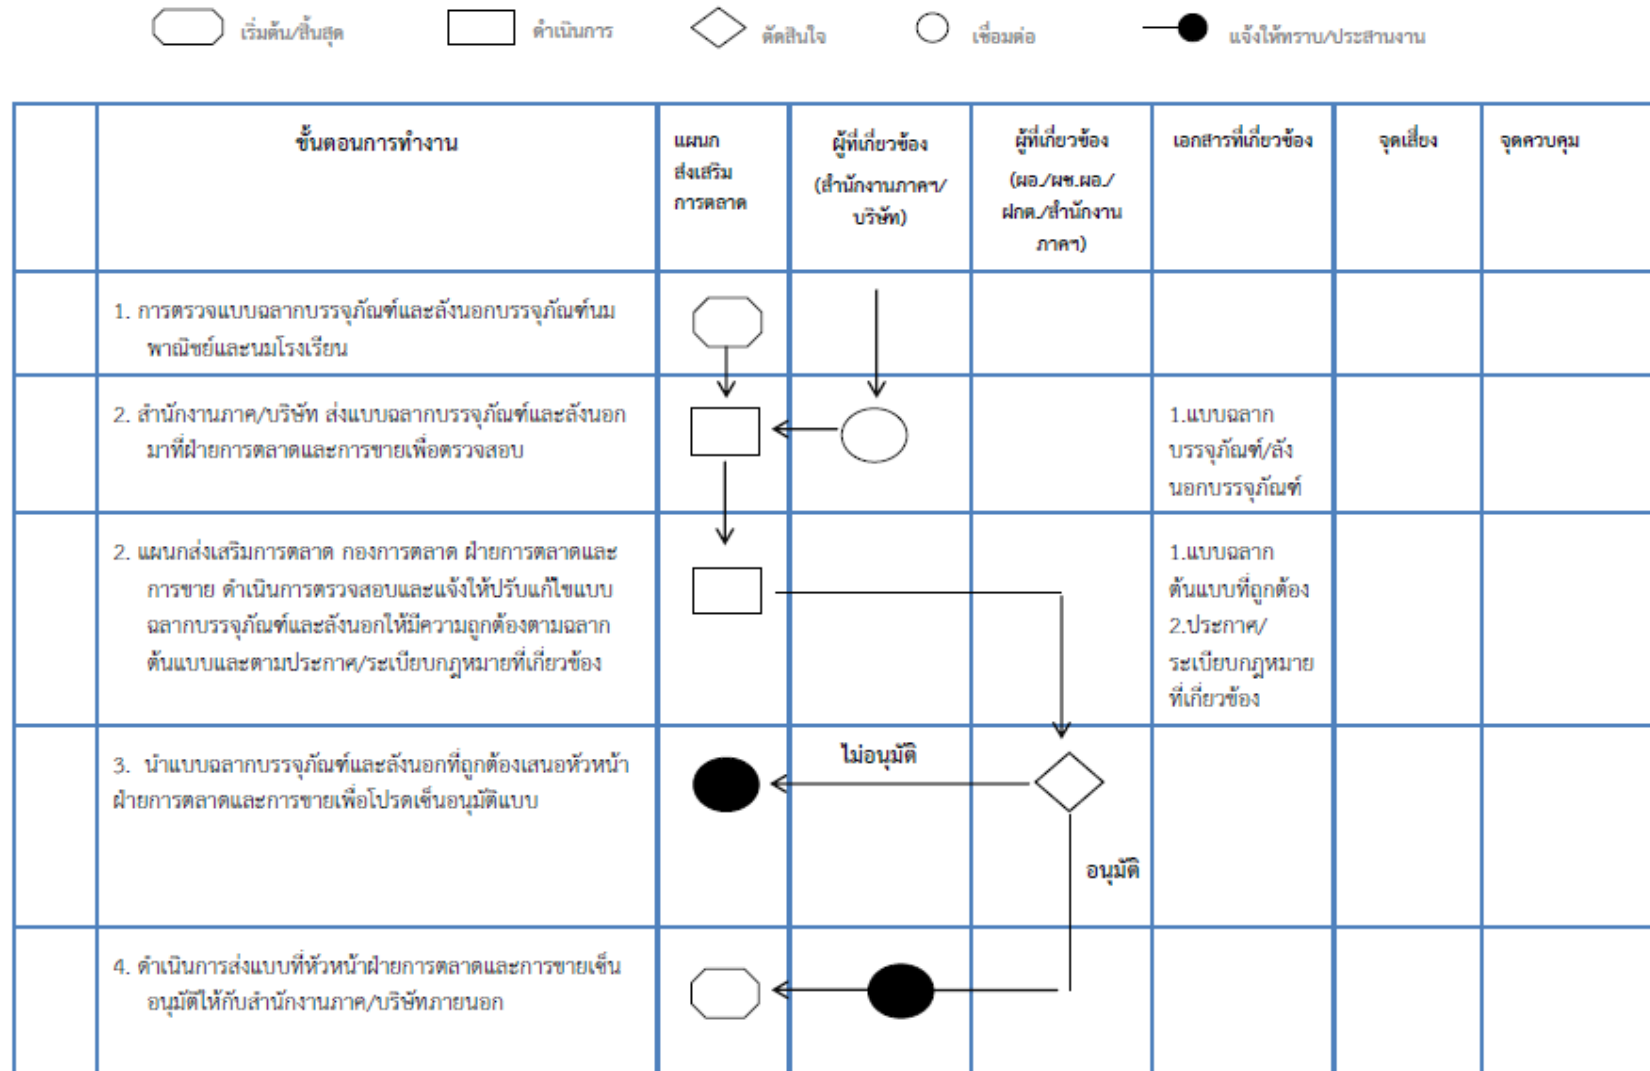 เริ่มต้น/สิ้นสุด
ดำเนินการ
ตัดสินใจ
เชื่อมต่อ
แจ้งให้ทราบ/ประสานงาน
ขั้นตอนการทำงาน
แผนก
ส่งเสริม
การตลาด
ผู้ที่เกี่ยวข้อง
(สำนักงานภาคฯ/
บริษัท)
ผู้ที่เกี่ยวข้อง
(ผอ./ผช.ผอ./
ฝกต./สำนักงาน
ภาคฯ)
เอกสารที่เกี่ยวข้อง
จุดเสี่ยง
จุดควบคุม
1. การตรวจแบบฉลากบรรจุภัณฑ์และลังนอกบรรจุภัณฑ์นม
พาณิชย์และนมโรงเรียน
2. สำนักงานภาค/บริษัท ส่งแบบฉลากบรรจุภัณฑ์และลังนอก
มาที่ฝ่ายการตลาดและการขายเพื่อตรวจสอบ
1.แบบฉลาก
บรรจุภัณฑ์/ลัง
นอกบรรจุภัณฑ์
2. แผนกส่งเสริมการตลาด กองการตลาด ฝ่ายการตลาดและ
การขาย ดำเนินการตรวจสอบและแจ้งให้ปรับแก้ไขแบบ
ฉลากบรรจุภัณฑ์และลังนอกให้มีความถูกต้องตามฉลาก
ต้นแบบและตามประกาศ/ระเบียบกฎหมายที่เกี่ยวข้อง
1.แบบฉลาก
ต้นแบบที่ถูกต้อง
2.ประกาศ/
ระเบียบกฎหมาย
ที่เกี่ยวข้อง
3. นำแบบฉลากบรรจุภัณฑ์และลังนอกที่ถูกต้องเสนอหัวหน้า
ฝ่ายการตลาดและการขายเพื่อโปรดเซ็นอนุมัติแบบ
ไม่อนุมัติ
อนุมัติ
4. ดำเนินการส่งแบบที่หัวหน้าฝ่ายการตลาดและการขายเซ็น
อนุมัติให้กับสำนักงานภาค/บริษัทภายนอก